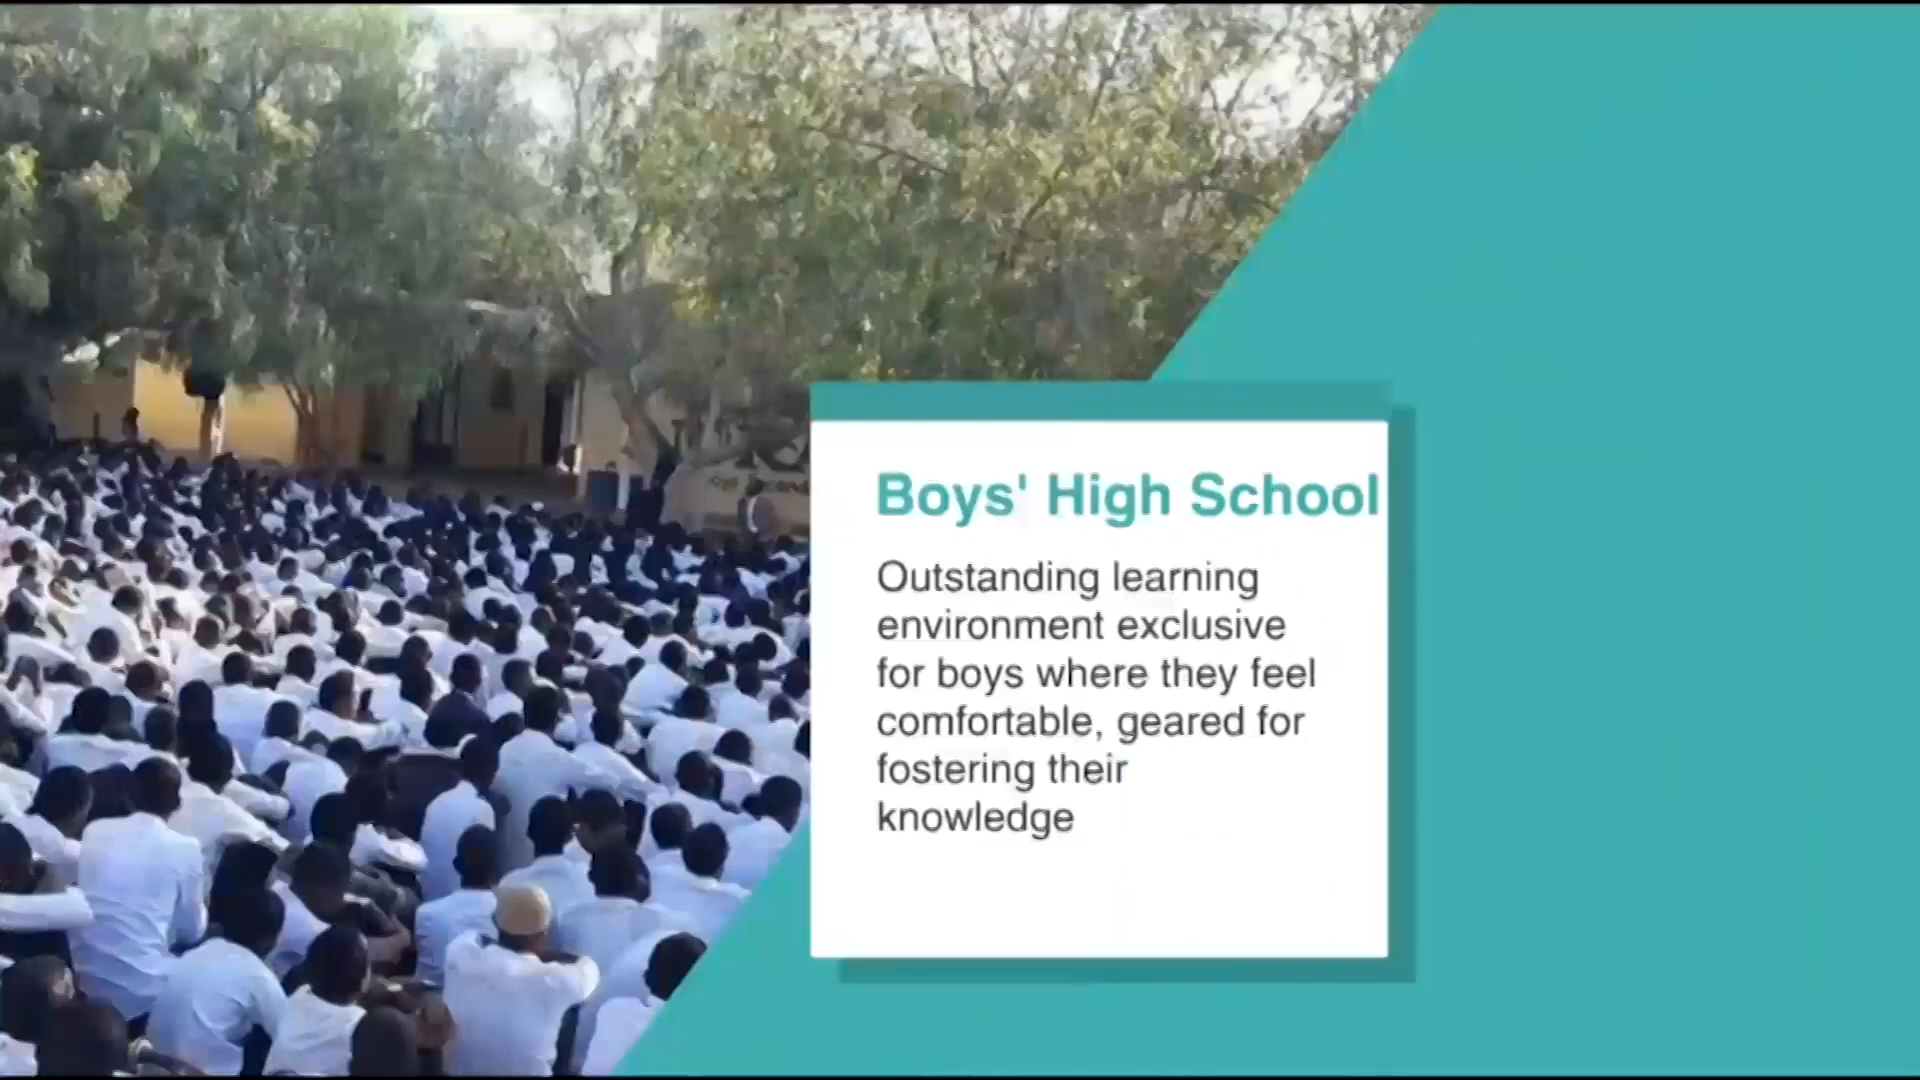 Boys' High School
Outstanding learning
environment exclusive
for boys where they feel
comfortable, geared for
fostering their
knowledge